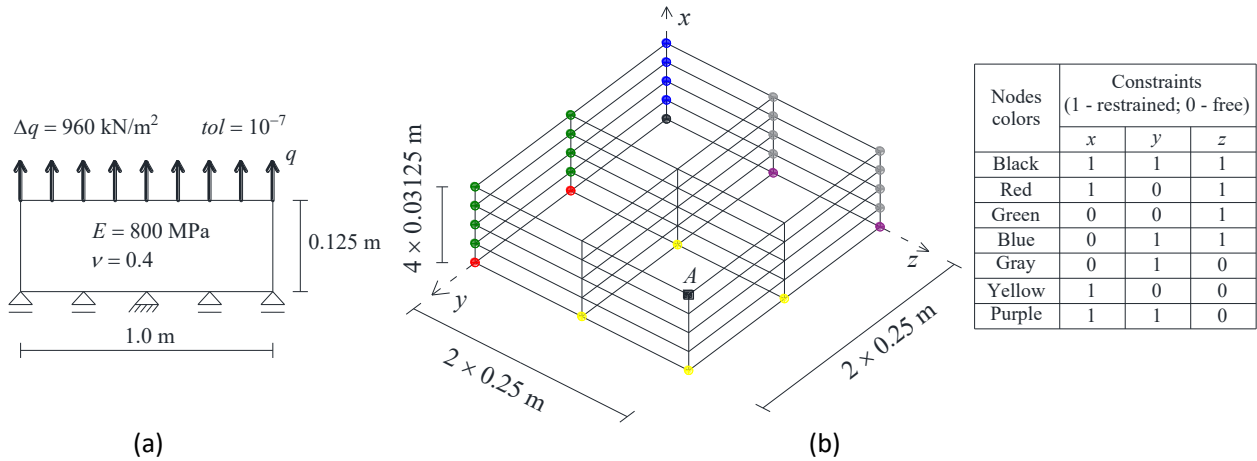 Δq = 960 kN/m² tol = 10⁻⁷
q
E = 800 MPa
ν = 0.4
0.125 m
1.0 m
(a)
x
4 × 0.03125 m
A
z
y
2 × 0.25 m
2 × 0.25 m
(b)
Nodes colors Constraints (1 - restrained; 0 - free)
x y z
Black 1 1 1
Red 1 0 1
Green 0 0 1
Blue 0 1 1
Gray 0 1 0
Yellow 1 0 0
Purple 1 1 0